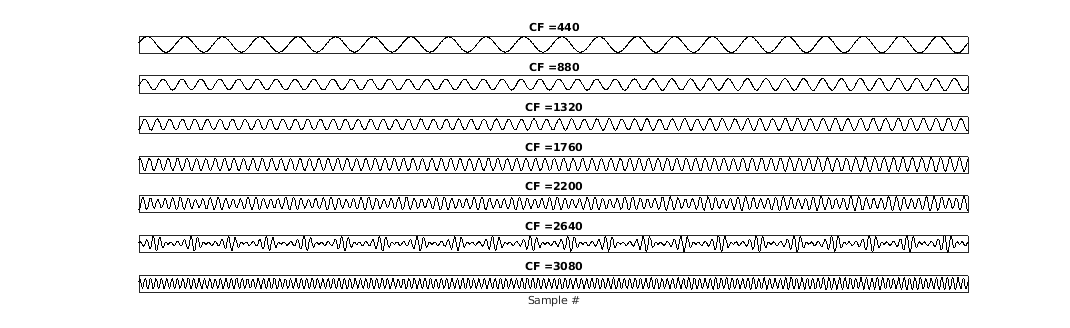 CF =440
CF =880
CF =1320
CF =1760
CF =2200
CF =2640
CF =3080
Sample #